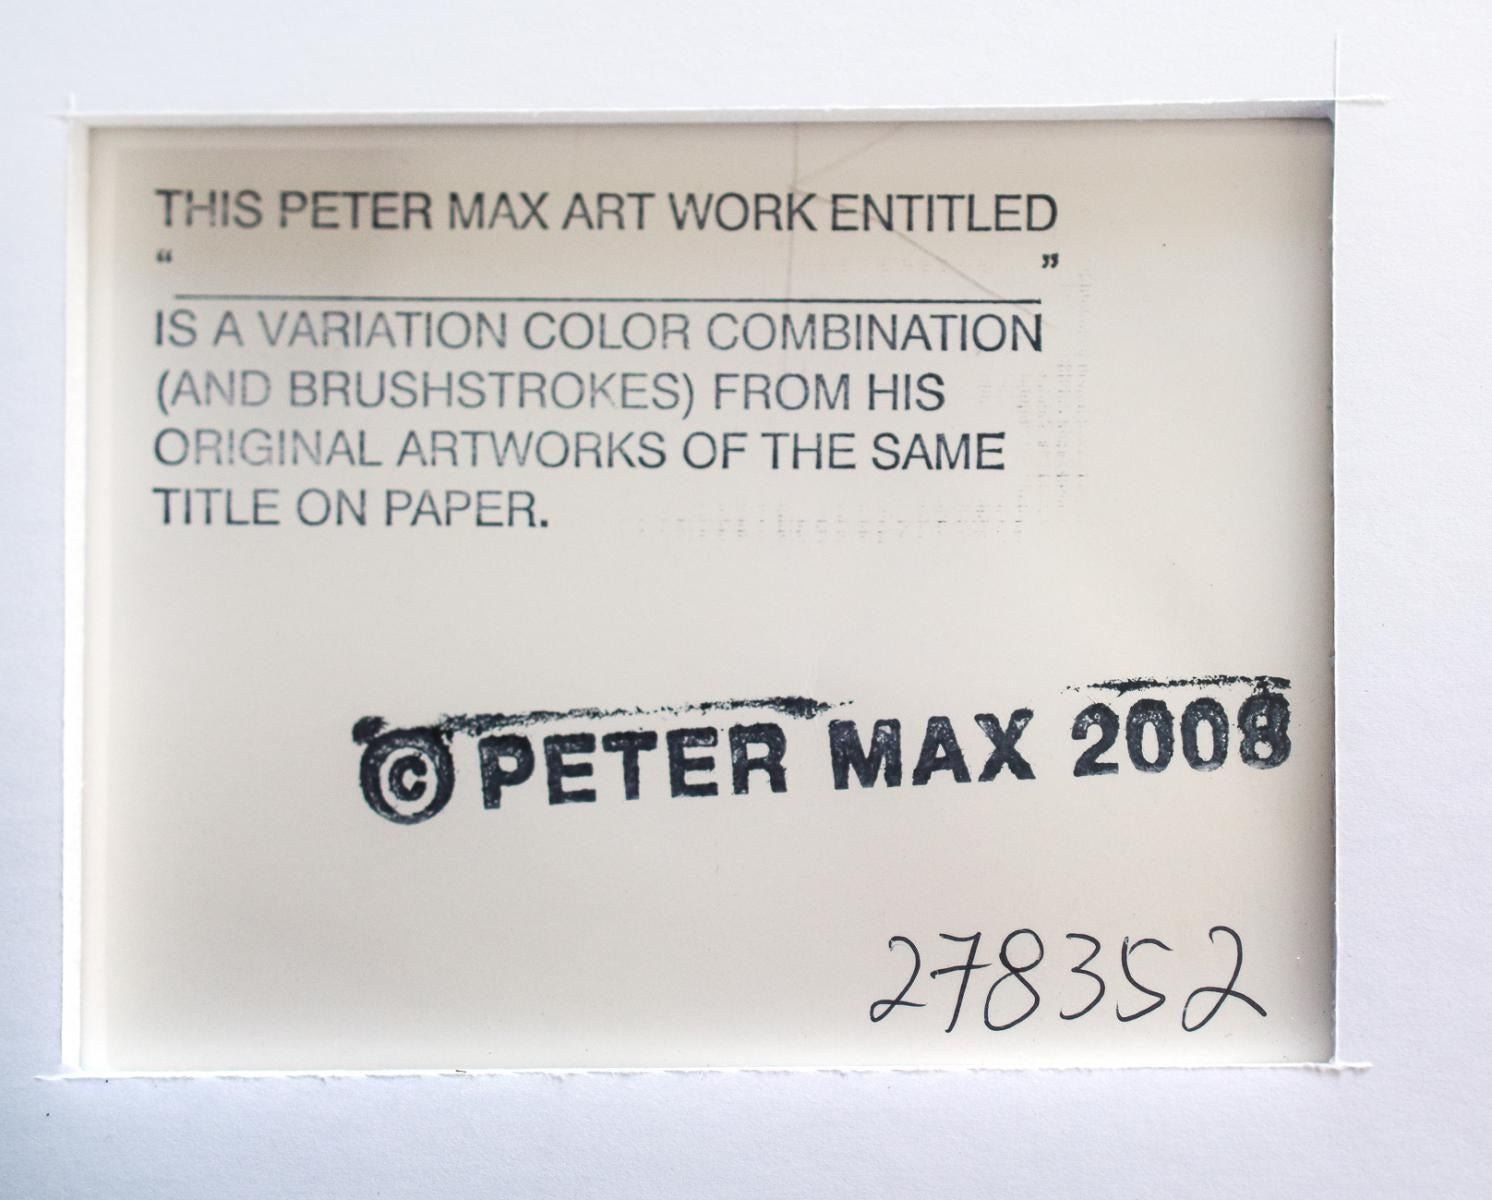 THIS PETER MAX ART WORK ENTITLED
“ ”
IS A VARIATION COLOR COMBINATION
(AND BRUSHSTROKES) FROM HIS
ORIGINAL ARTWORKS OF THE SAME
TITLE ON PAPER.
© PETER MAX 2008
278352